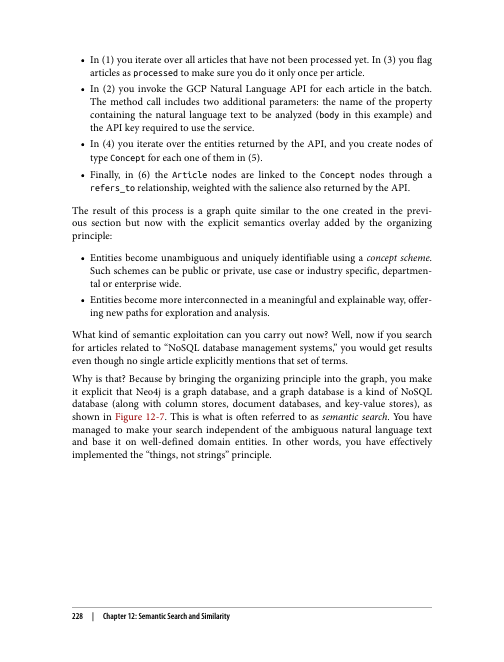 • In (1) you iterate over all articles that have not been processed yet. In (3) you flag
articles as processed to make sure you do it only once per article.
• In (2) you invoke the GCP Natural Language API for each article in the batch.
The method call includes two additional parameters: the name of the property
containing the natural language text to be analyzed (body in this example) and
the API key required to use the service.
• In (4) you iterate over the entities returned by the API, and you create nodes of
type Concept for each one of them in (5).
• Finally, in (6) the Article nodes are linked to the Concept nodes through a
refers_to relationship, weighted with the salience also returned by the API.
The result of this process is a graph quite similar to the one created in the previ-
ous section but now with the explicit semantics overlay added by the organizing
principle:
• Entities become unambiguous and uniquely identifiable using a concept scheme.
Such schemes can be public or private, use case or industry specific, departmen-
tal or enterprise wide.
• Entities become more interconnected in a meaningful and explainable way, offer-
ing new paths for exploration and analysis.
What kind of semantic exploitation can you carry out now? Well, now if you search
for articles related to “NoSQL database management systems,” you would get results
even though no single article explicitly mentions that set of terms.
Why is that? Because by bringing the organizing principle into the graph, you make
it explicit that Neo4j is a graph database, and a graph database is a kind of NoSQL
database (along with column stores, document databases, and key-value stores), as
shown in Figure 12-7. This is what is often referred to as semantic search. You have
managed to make your search independent of the ambiguous natural language text
and base it on well-defined domain entities. In other words, you have effectively
implemented the “things, not strings” principle.
228 | Chapter 12: Semantic Search and Similarity